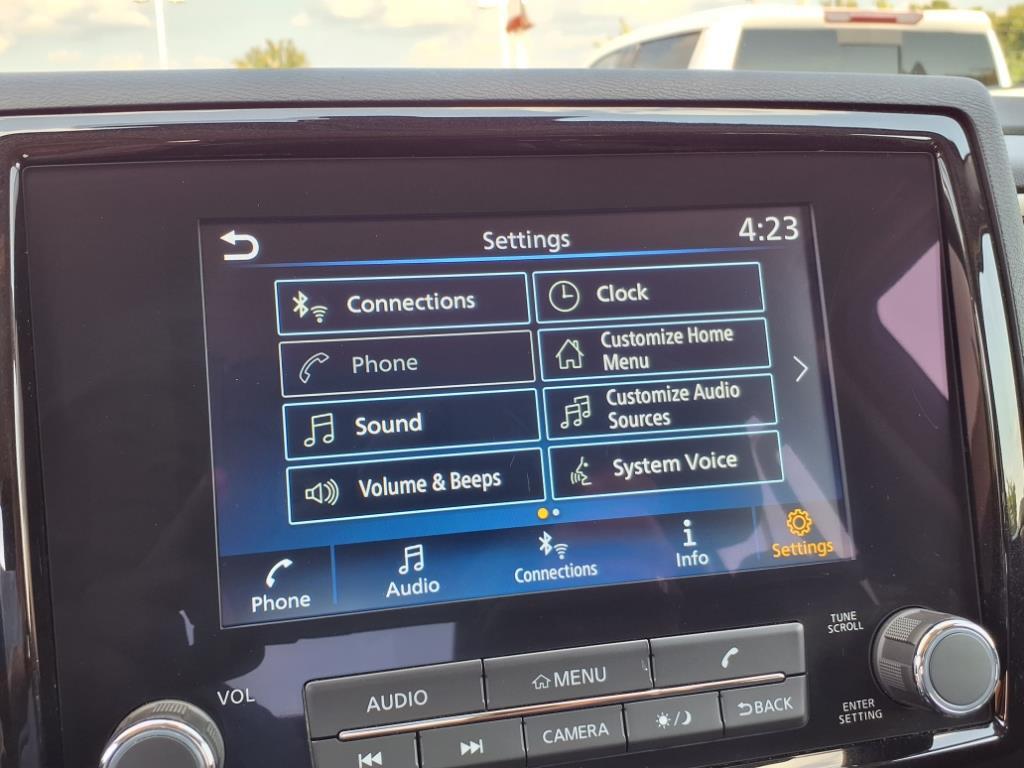 Settings
4:23
Connections
Clock
Phone
Customize Home
Menu
Sound
Customize Audio
Sources
Volume & Beeps
System Voice
Phone
Audio
Connections
Info
Settings
VOL
AUDIO
MENU
TUNE
SCROLL
CAMERA
BACK
ENTER
SETTING